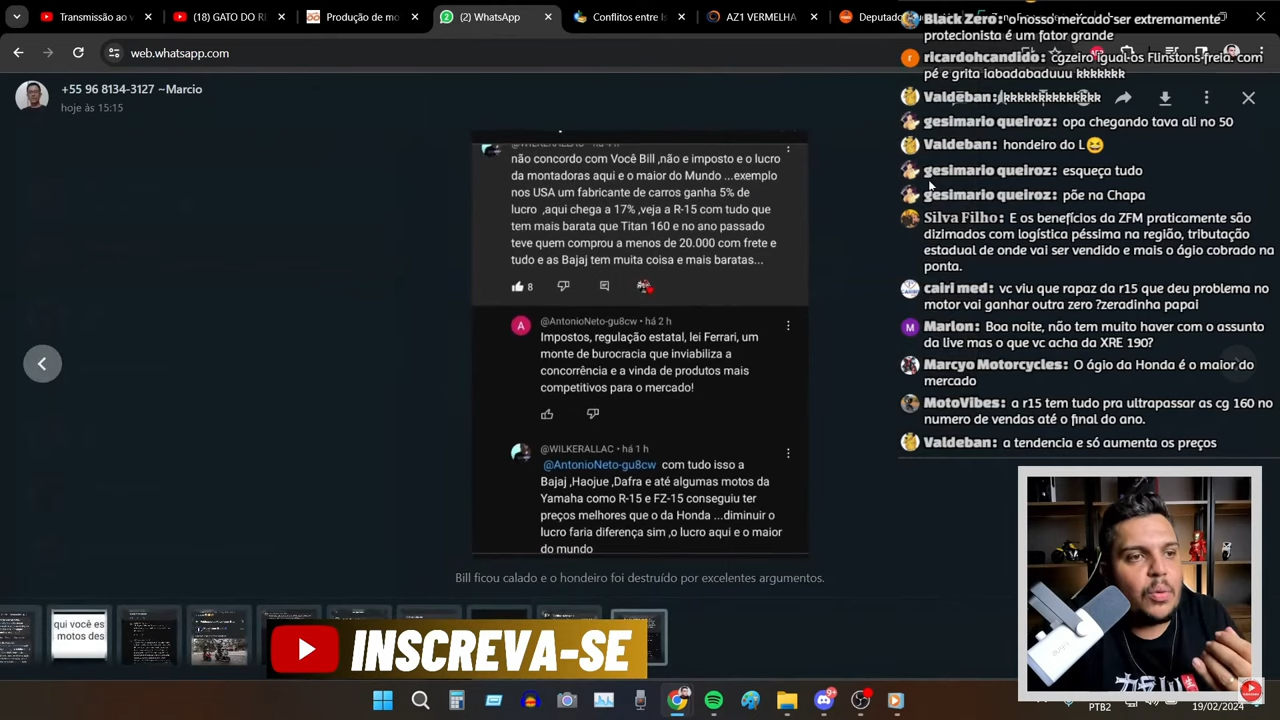 Transmissão ao v
(18) GATO DO R
Produção de mo
(2) WhatsApp
Conflitos entre Is
AZ1 VERMELHA
Deputado
web.whatsapp.com
+55 96 8134-3127 ~Marcio
hoje às 15:15
não concordo com Você Bill ,não e imposto e o lucro
da montadoras aqui e o maior do Mundo ...exemplo
nos USA um fabricante de carros ganha 5% de
lucro ,aqui chega a 17% ,veja a R-15 com tudo que
tem mais barata que Titan 160 e no ano passado
teve quem comprou a menos de 20.000 com frete e
tudo e as Bajaj tem muita coisa e mais baratas...
8
A
@AntonioNeto-gu8cw • há 2 h
Impostos, regulação estatal, lei Ferrari, um
monte de burocracia que inviabiliza a
concorrência e a vinda de produtos mais
competitivos para o mercado!
@WILKERALLAC • há 1 h
@AntonioNeto-gu8cw com tudo isso a
Bajaj ,Haojue ,Dafra e até algumas motos da
Yamaha como R-15 e FZ-15 conseguiu ter
preços melhores que o da Honda ...diminuir o
lucro faria diferença sim ,o lucro aqui e o maior
do mundo
Bill ficou calado e o hondeiro foi destruído por excelentes argumentos.
Black Zero: o nosso mercado ser extremamente
protecionista é um fator grande
ricardohcandido: cgzeiro igual os Flinstons freia com
pé e grita iabadabaduuu kkkkkkk
Valdeban: kkkkkkkkkkkkkkk
gesimario queiroz: opa chegando tava ali no 50
Valdeban: hondeiro do L😆
gesimario queiroz: esqueça tudo
gesimario queiroz: põe na Chapa
Silva Filho: E os benefícios da ZFM praticamente são
dizimados com logística péssima na região, tributação
estadual de onde vai ser vendido e mais o ágio cobrado na
ponta.
cairi med: vc viu que rapaz da r15 que deu problema no
motor vai ganhar outra zero ?zeradinha papai
M
Marlon: Boa noite, não tem muito haver com o assunto
da live mas o que vc acha da XRE 190?
Marcyo Motorcycles: O ágio da Honda é o maior do
mercado
MotoVibes: a r15 tem tudo pra ultrapassar as cg 160 no
numero de vendas até o final do ano.
Valdeban: a tendencia e só aumenta os preços
qui você es
motos des
INSCREVA-SE
PTB2
19/02/2024